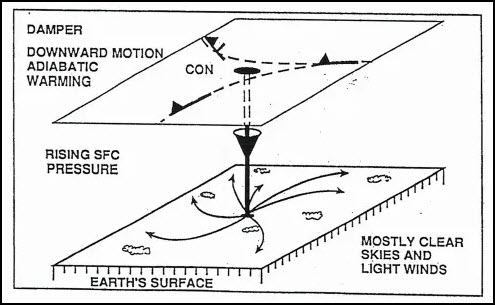 DAMPER
DOWNWARD MOTION
ADIABATIC
WARMING
CON
RISING SFC
PRESSURE
MOSTLY CLEAR
SKIES AND
LIGHT WINDS
EARTH'S SURFACE